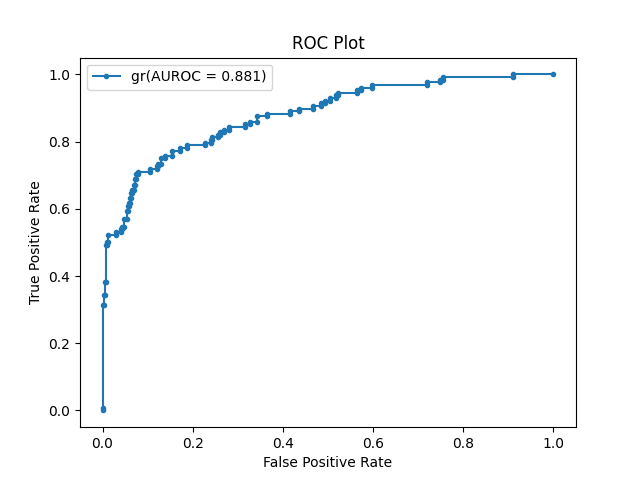 ROC Plot
gr(AUROC = 0.881)
1.0
0.8
0.6
0.4
0.2
0.0
True Positive Rate
0.0 0.2 0.4 0.6 0.8 1.0
False Positive Rate